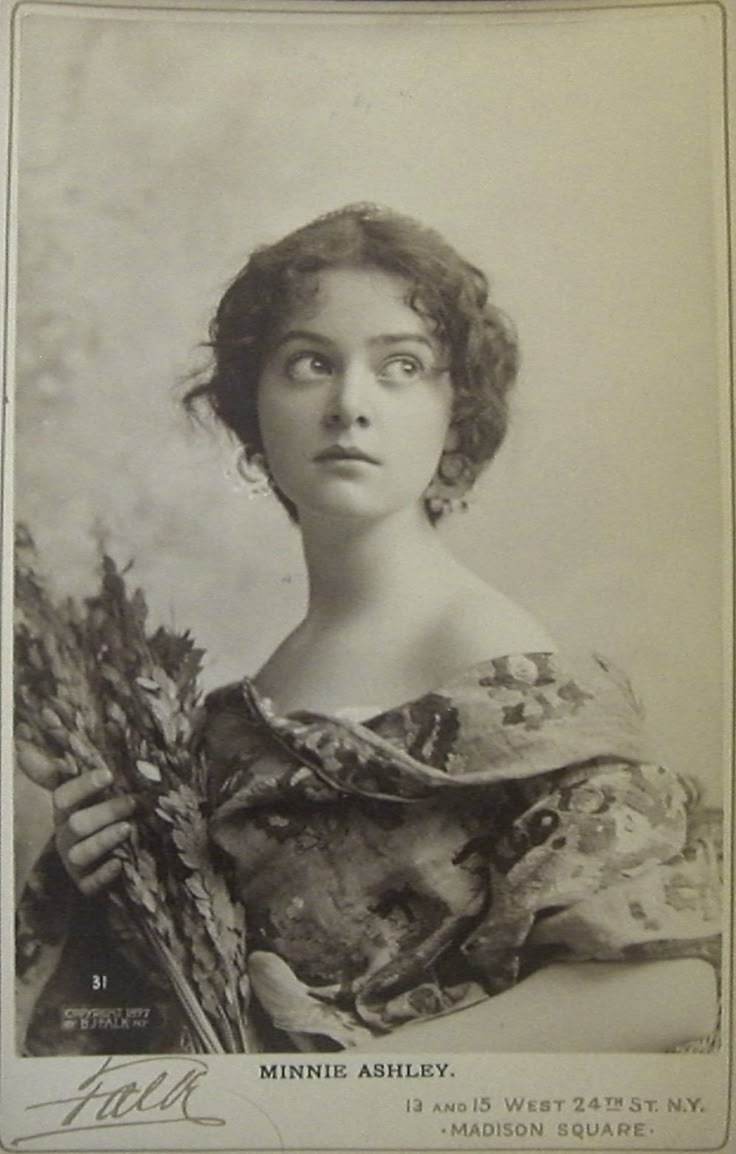 31
COPYRIGHT 1897
BY B.J.FALK N.Y.
Falk
MINNIE ASHLEY.
13 AND 15 WEST 24TH ST. N.Y.
·MADISON SQUARE·